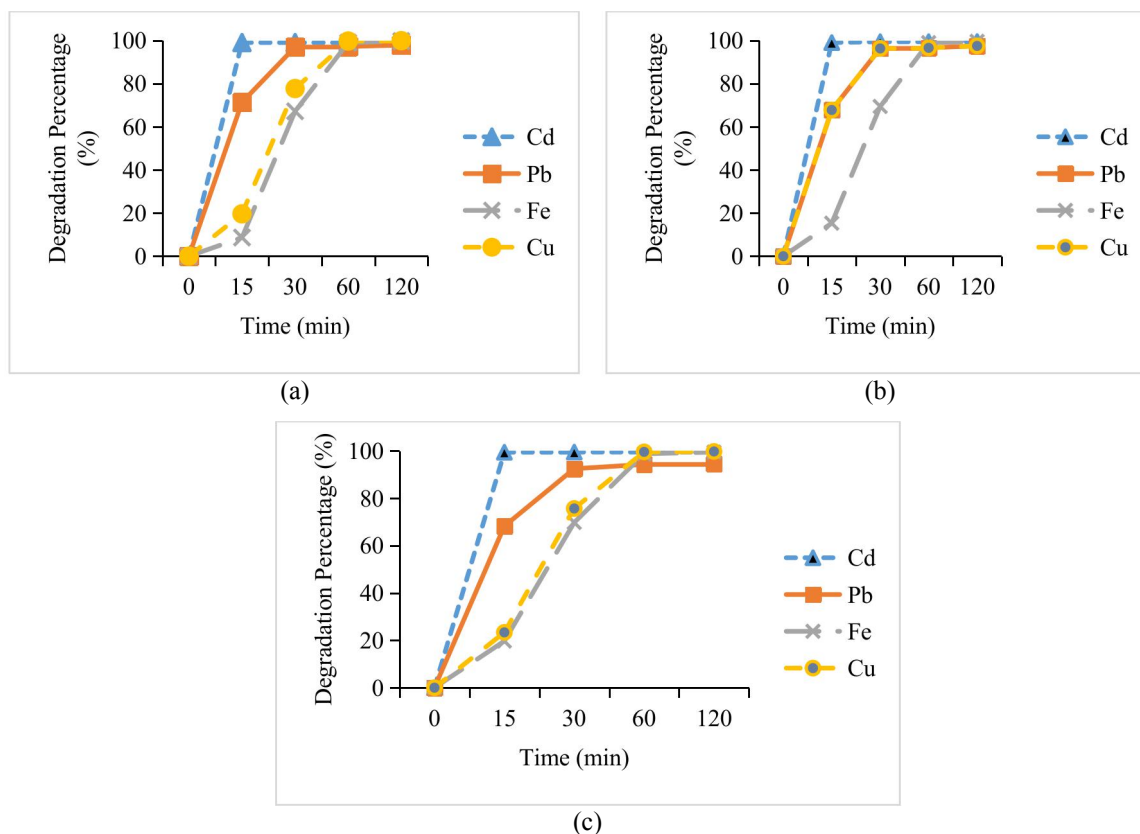 100
80
60
40
20
0
Degradation Percentage
(%)
0 15 30 60 120
Time (min)
Cd
Pb
Fe
Cu
(a)
100
80
60
40
20
0
Degradation Percentage
(%)
0 15 30 60 120
Time (min)
Cd
Pb
Fe
Cu
(b)
100
80
60
40
20
0
Degradation Percentage (%)
0 15 30 60 120
Time (min)
Cd
Pb
Fe
Cu
(c)